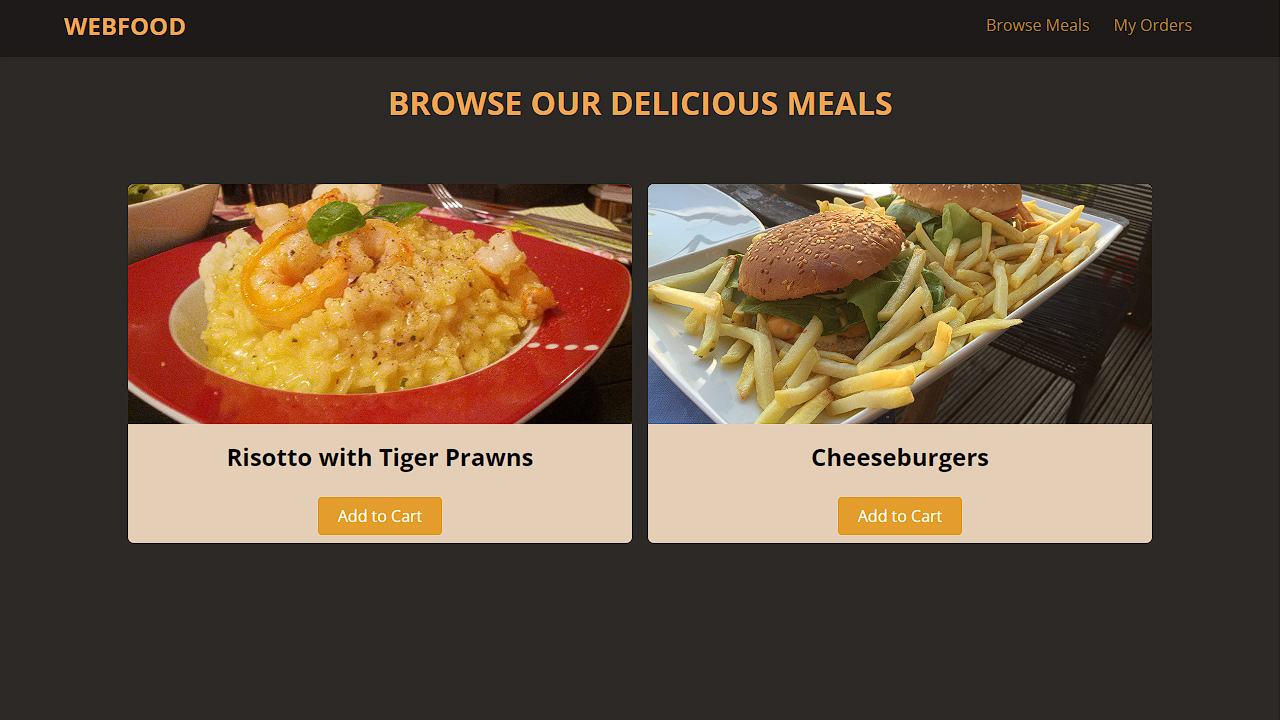 WEBFOOD
Browse Meals
My Orders
BROWSE OUR DELICIOUS MEALS
Risotto with Tiger Prawns
Cheeseburgers
Add to Cart
Add to Cart